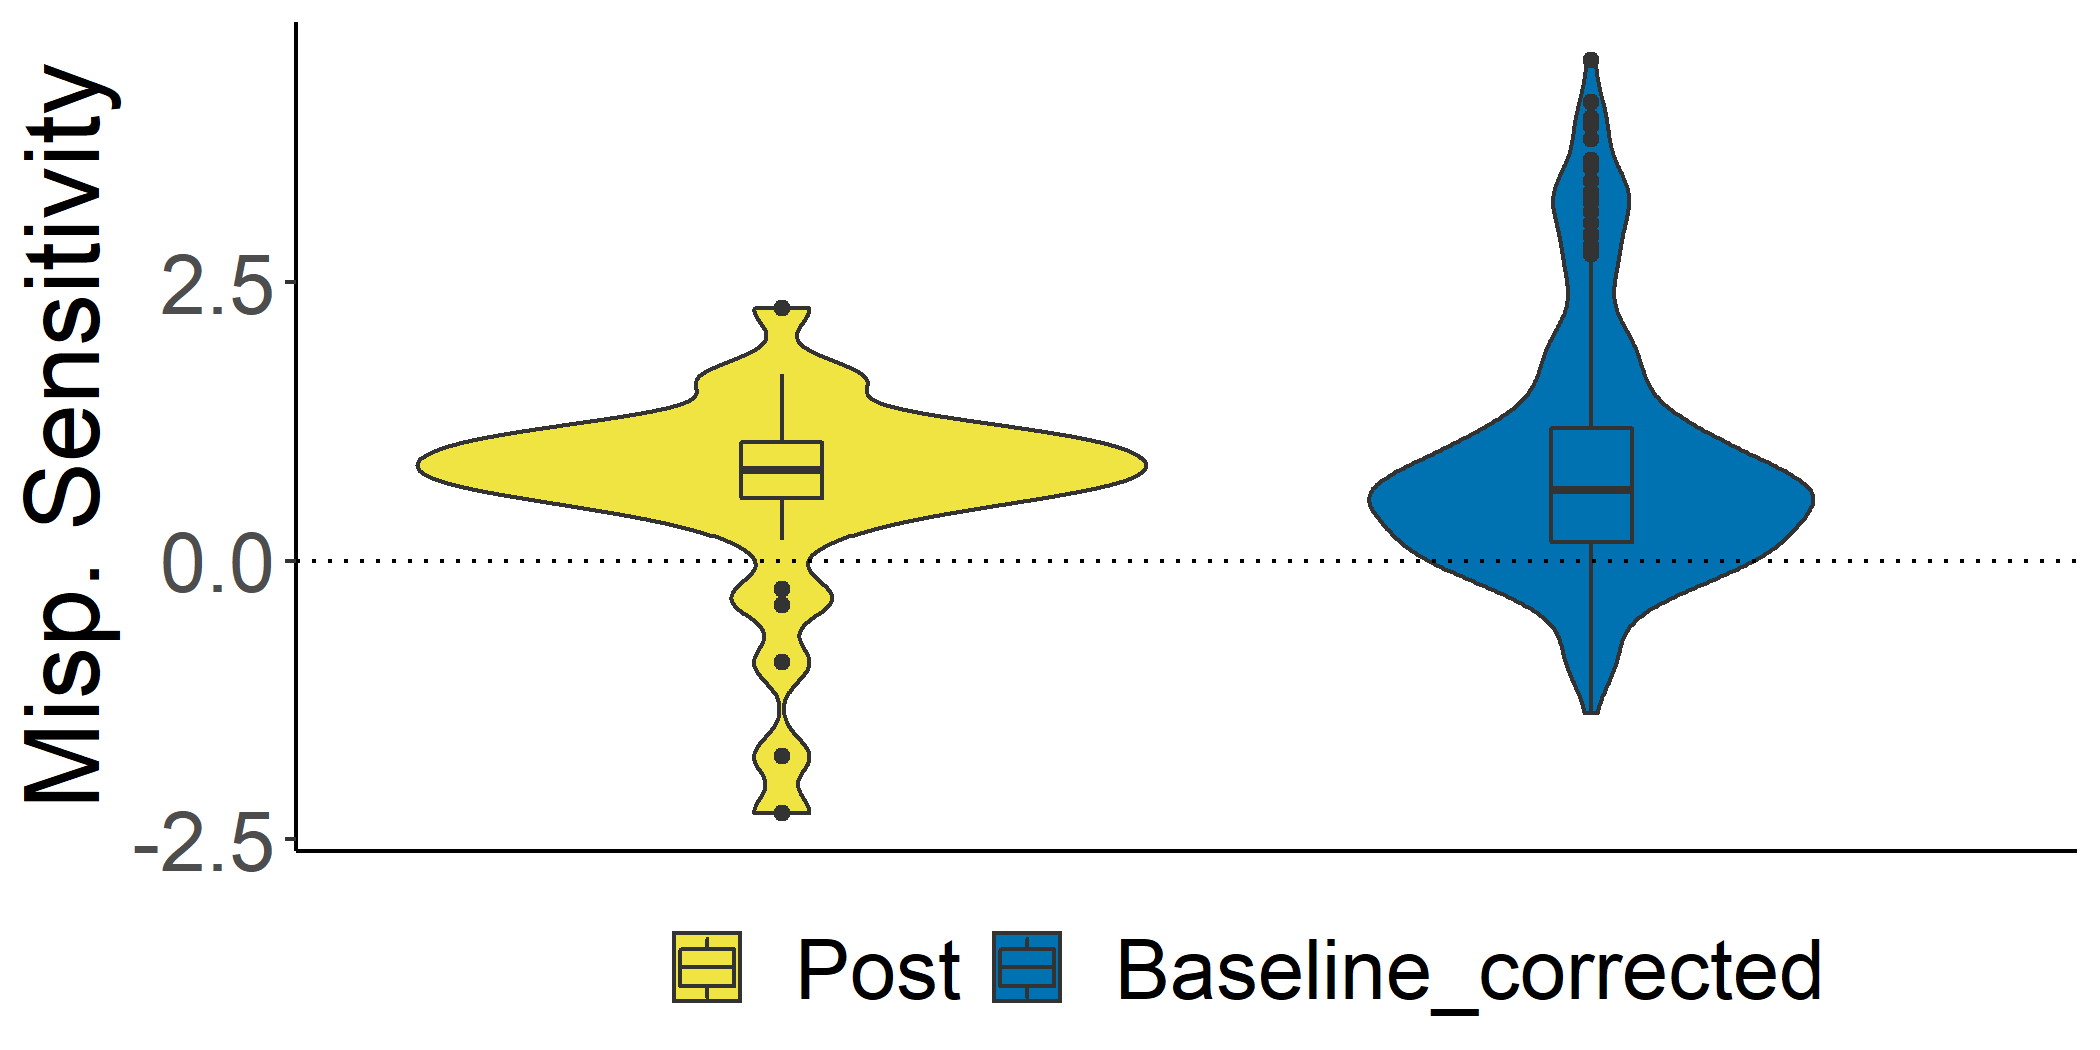 Misp. Sensitivity
2.5
0.0
-2.5
Post
Baseline_corrected